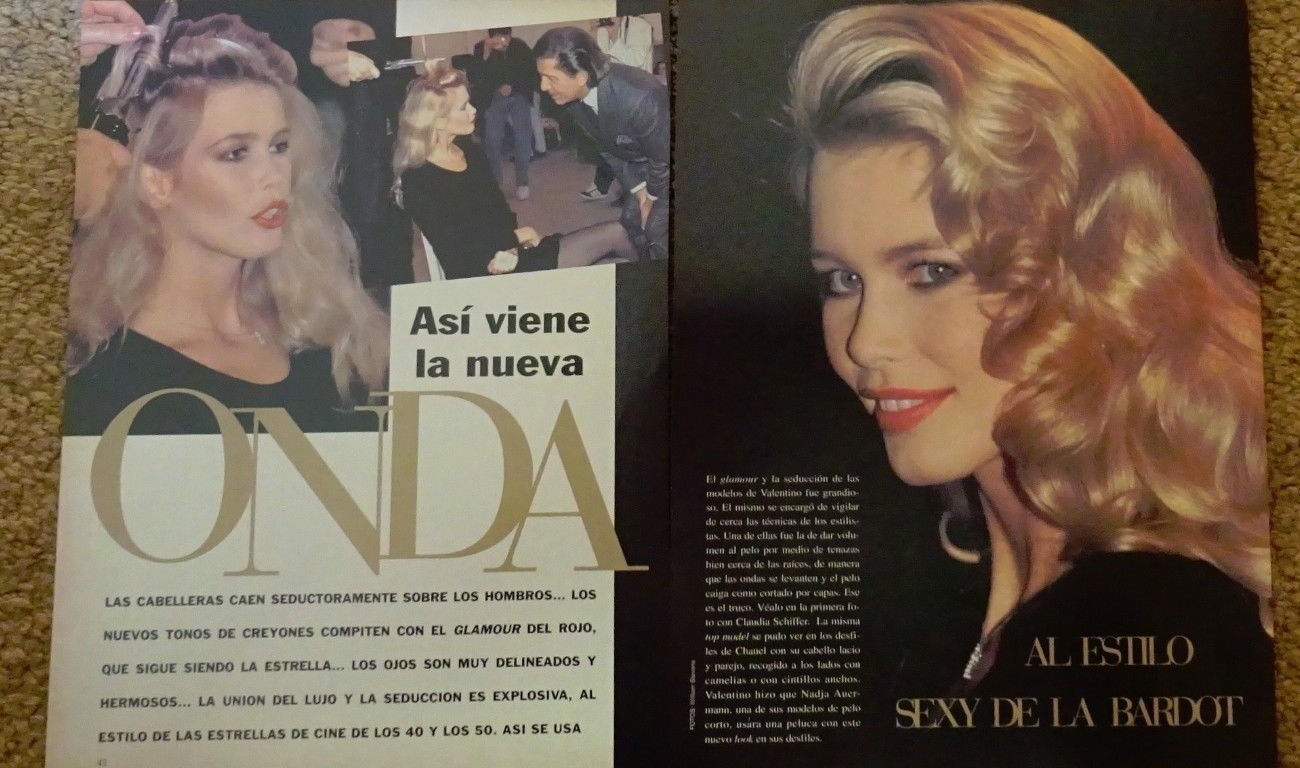 Así viene
la nueva
ONDA
LAS CABELLERAS CAEN SEDUCTORAMENTE SOBRE LOS HOMBROS... LOS
NUEVOS TONOS DE CREYONES COMPITEN CON EL GLAMOUR DEL ROJO,
QUE SIGUE SIENDO LA ESTRELLA... LOS OJOS SON MUY DELINEADOS Y
HERMOSOS... LA UNION DEL LUJO Y LA SEDUCCION ES EXPLOSIVA, AL
ESTILO DE LAS ESTRELLAS DE CINE DE LOS 40 Y LOS 50. ASI SE USA
El glamour y la seducción de las
modelos de Valentino fue grandio-
so. El mismo se encargó de vigilar
de cerca las técnicas de los estilis-
tas. Una de ellas fue la de dar volu-
men al pelo por medio de tenazas
bien cerca de las raíces, de manera
que las ondas se levanten y el pelo
caiga como cortado por capas. Ese
es el truco. Véalo en la primera fo-
to con Claudia Schiffer. La misma
top model se pudo ver en los desfi-
les de Chanel con su cabello lacio
y parejo, recogido a los lados con
camelias o con cintillos anchos.
Valentino hizo que Nadja Auer-
mann, una de sus modelos de pelo
corto, usara una peluca con este
nuevo look en sus desfiles.
FOTOS:
AL ESTILO
SEXY DE LA BARDOT